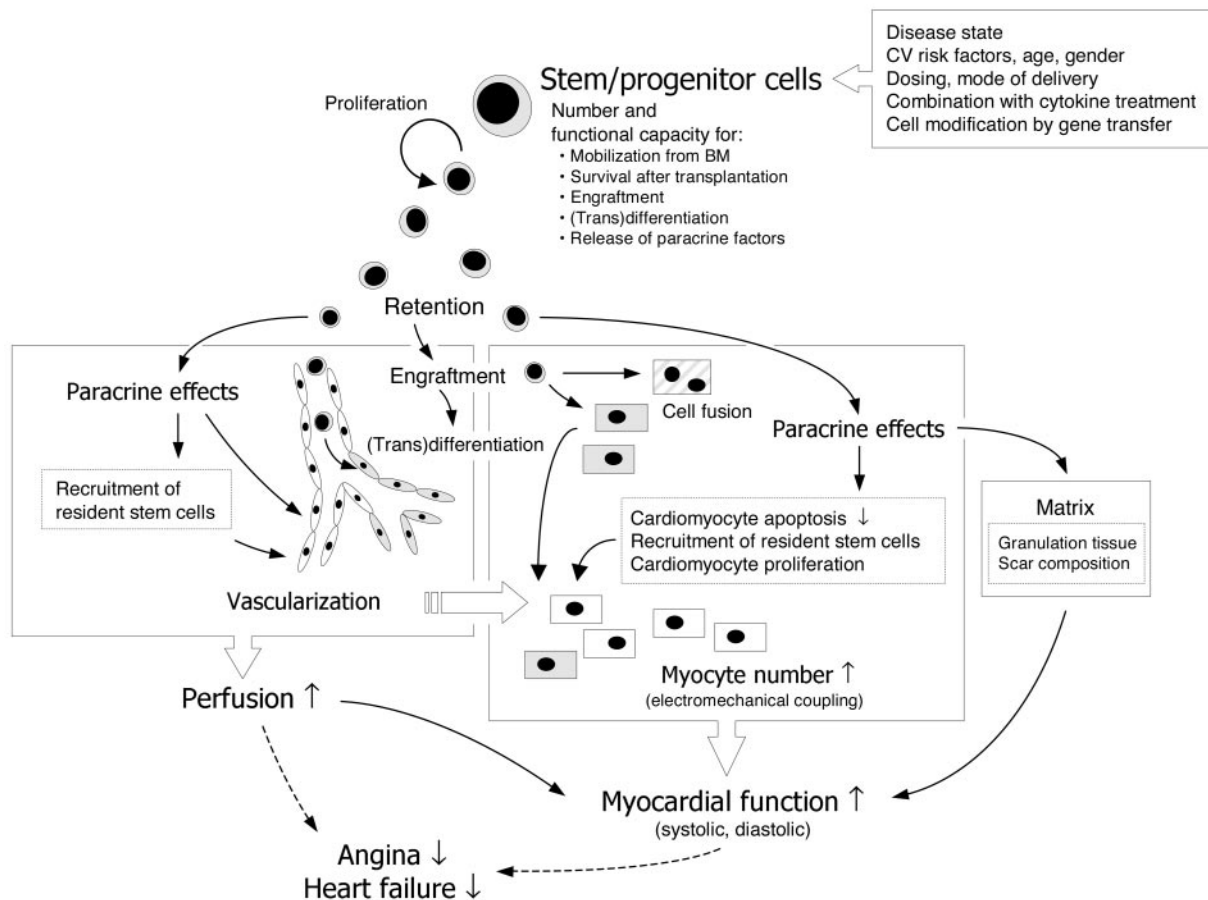 Disease state
CV risk factors, age, gender
Dosing, mode of delivery
Combination with cytokine treatment
Cell modification by gene transfer
Stem/progenitor cells
Number and
functional capacity for:
• Mobilization from BM
• Survival after transplantation
• Engraftment
• (Trans)differentiation
• Release of paracrine factors
Proliferation
Retention
Paracrine effects
Engraftment
(Trans)differentiation
Recruitment of
resident stem cells
Vascularization
Cell fusion
Paracrine effects
Cardiomyocyte apoptosis ↓
Recruitment of resident stem cells
Cardiomyocyte proliferation
Matrix
Granulation tissue
Scar composition
Myocyte number ↑
(electromechanical coupling)
Perfusion ↑
Myocardial function ↑
(systolic, diastolic)
Angina ↓
Heart failure ↓